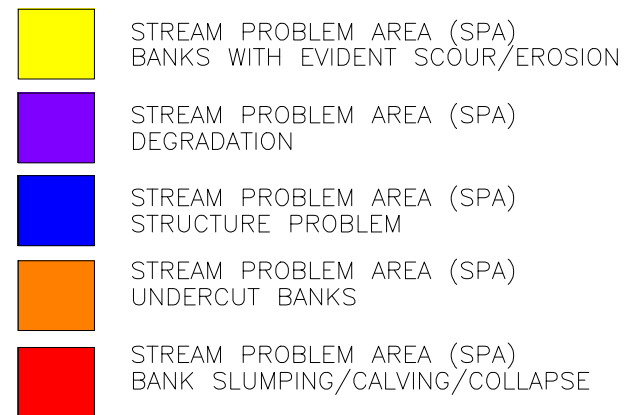 STREAM PROBLEM AREA (SPA)
BANKS WITH EVIDENT SCOUR/EROSION
STREAM PROBLEM AREA (SPA)
DEGRADATION
STREAM PROBLEM AREA (SPA)
STRUCTURE PROBLEM
STREAM PROBLEM AREA (SPA)
UNDERCUT BANKS
STREAM PROBLEM AREA (SPA)
BANK SLUMPING/CALVING/COLLAPSE